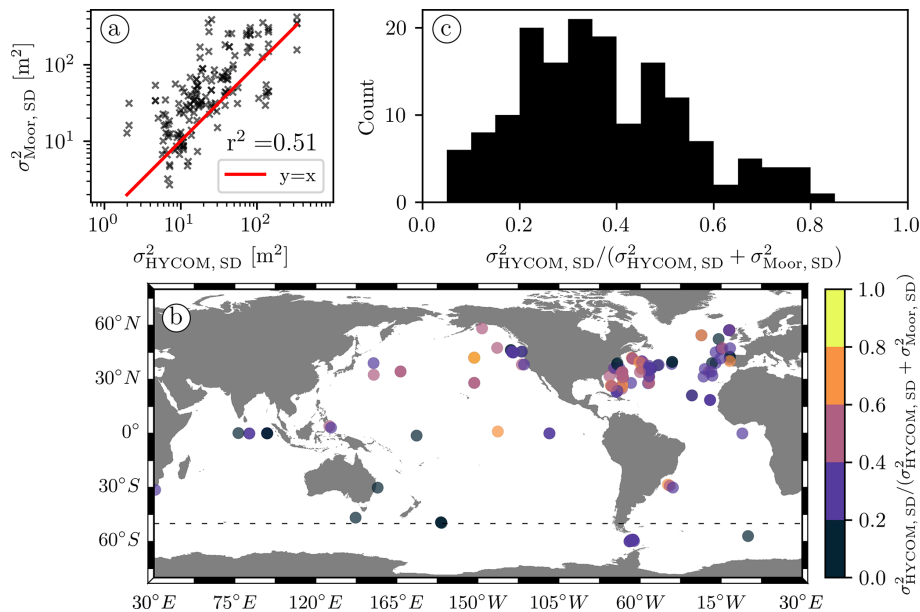 a
10²
10¹
σ²Moor, SD [m²]
r² =0.51
y=x
10⁰ 10¹ 10²
σ²HYCOM, SD [m²]
c
20
10
0
Count
0.0 0.2 0.4 0.6 0.8 1.0
σ²HYCOM, SD/(σ²HYCOM, SD + σ²Moor, SD)
b
60°N
30°N
0°
30°S
60°S
30°E 75°E 120°E 165°E 150°W 105°W 60°W 15°W 30°E
1.0
0.8
0.6
0.4
0.2
0.0
σ²HYCOM, SD/(σ²HYCOM, SD + σ²Moor, SD)